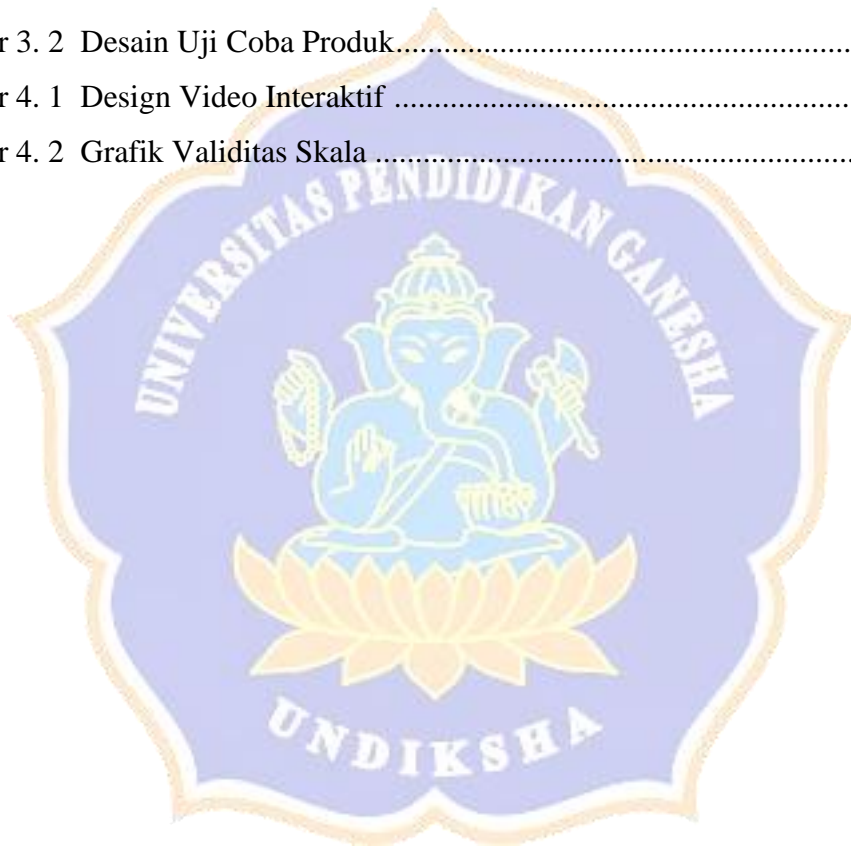 r 3. 2 Desain Uji Coba Produk..........................................................
r 4. 1 Design Video Interaktif ..........................................................
r 4. 2 Grafik Validitas Skala ............................................................
UNIVERSITAS PENDIDIKAN GANESHA
UNDIKSHA